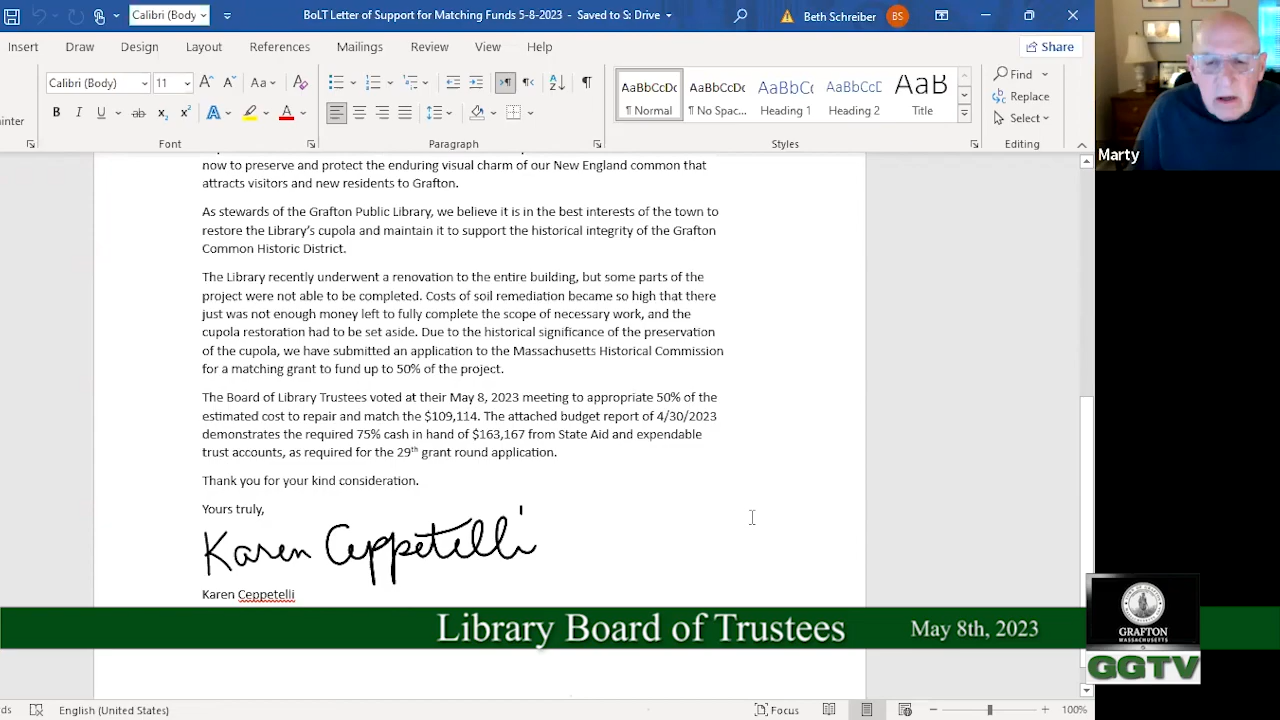 Calibri (Body
BoLT Letter of Support for Matching Funds 5-8-2023 - Saved to S: Drive
Beth Schreiber
BS
Insert
Draw
Design
Layout
References
Mailings
Review
View
Help
Share
Calibri (Body)
11
Aa
Find
Replace
Select
AaBbCcDc
¶ Normal
AaBbCcDc
¶ No Spac...
AaBbCc
Heading 1
AaBbCcD
Heading 2
AaB
Title
inter
Font
Paragraph
Styles
Editing
Marty
now to preserve and protect the enduring visual charm of our New England common that
attracts visitors and new residents to Grafton.
As stewards of the Grafton Public Library, we believe it is in the best interests of the town to
restore the Library's cupola and maintain it to support the historical integrity of the Grafton
Common Historic District.
The Library recently underwent a renovation to the entire building, but some parts of the
project were not able to be completed. Costs of soil remediation became so high that there
just was not enough money left to fully complete the scope of necessary work, and the
cupola restoration had to be set aside. Due to the historical significance of the preservation
of the cupola, we have submitted an application to the Massachusetts Historical Commission
for a matching grant to fund up to 50% of the project.
The Board of Library Trustees voted at their May 8, 2023 meeting to appropriate 50% of the
estimated cost to repair and match the $109,114. The attached budget report of 4/30/2023
demonstrates the required 75% cash in hand of $163,167 from State Aid and expendable
trust accounts, as required for the 29th grant round application.
Thank you for your kind consideration.
Yours truly,
Karen Ceppetelli
Karen Ceppetelli
Library Board of Trustees
May 8th, 2023
GRAFTON
MASSACHUSETTS
GGTV
ds
English (United States)
Focus
100%